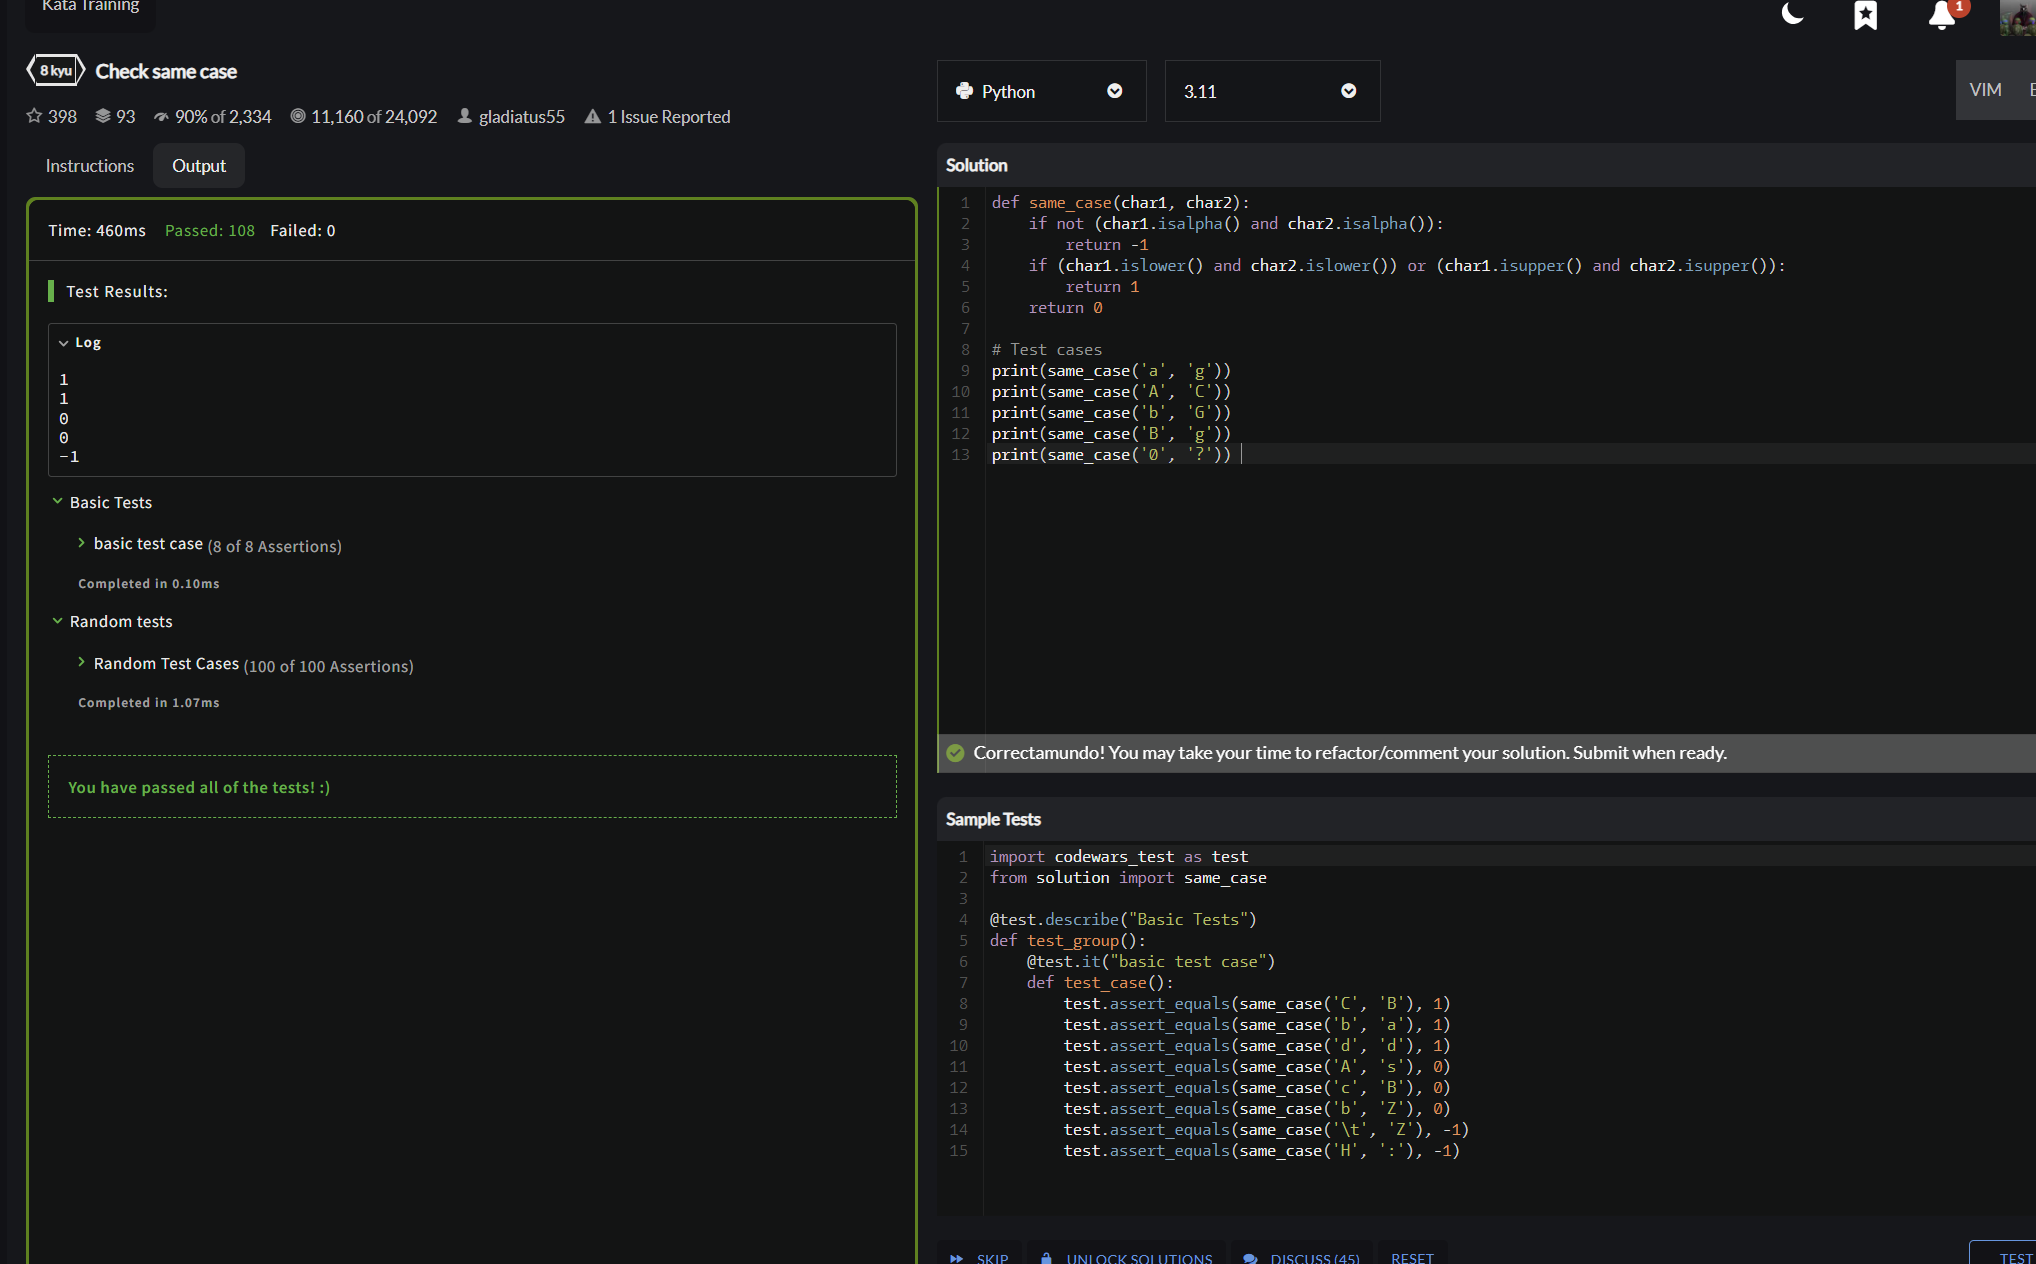 Kata Training
1
8 kyu Check same case
398 93 90% of 2,334 11,160 of 24,092 gladiatus55 1 Issue Reported
Instructions Output
Time: 460ms Passed: 108 Failed: 0
Test Results:
Log
1
1
0
0
-1
Basic Tests
basic test case (8 of 8 Assertions)
Completed in 0.10ms
Random tests
Random Test Cases (100 of 100 Assertions)
Completed in 1.07ms
You have passed all of the tests! :)
Python 3.11 VIM
Solution
1 def same_case(char1, char2):
2     if not (char1.isalpha() and char2.isalpha()):
3         return -1
4     if (char1.islower() and char2.islower()) or (char1.isupper() and char2.isupper()):
5         return 1
6     return 0
7
8 # Test cases
9 print(same_case('a', 'g'))
10 print(same_case('A', 'C'))
11 print(same_case('b', 'G'))
12 print(same_case('B', 'g'))
13 print(same_case('0', '?'))
Correctamundo! You may take your time to refactor/comment your solution. Submit when ready.
Sample Tests
1 import codewars_test as test
2 from solution import same_case
3
4 @test.describe("Basic Tests")
5 def test_group():
6     @test.it("basic test case")
7     def test_case():
8         test.assert_equals(same_case('C', 'B'), 1)
9         test.assert_equals(same_case('b', 'a'), 1)
10         test.assert_equals(same_case('d', 'd'), 1)
11         test.assert_equals(same_case('A', 's'), 0)
12         test.assert_equals(same_case('c', 'B'), 0)
13         test.assert_equals(same_case('b', 'Z'), 0)
14         test.assert_equals(same_case('\t', 'Z'), -1)
15         test.assert_equals(same_case('H', ':'), -1)
SKIP UNLOCK SOLUTIONS DISCUSS (45) RESET TEST